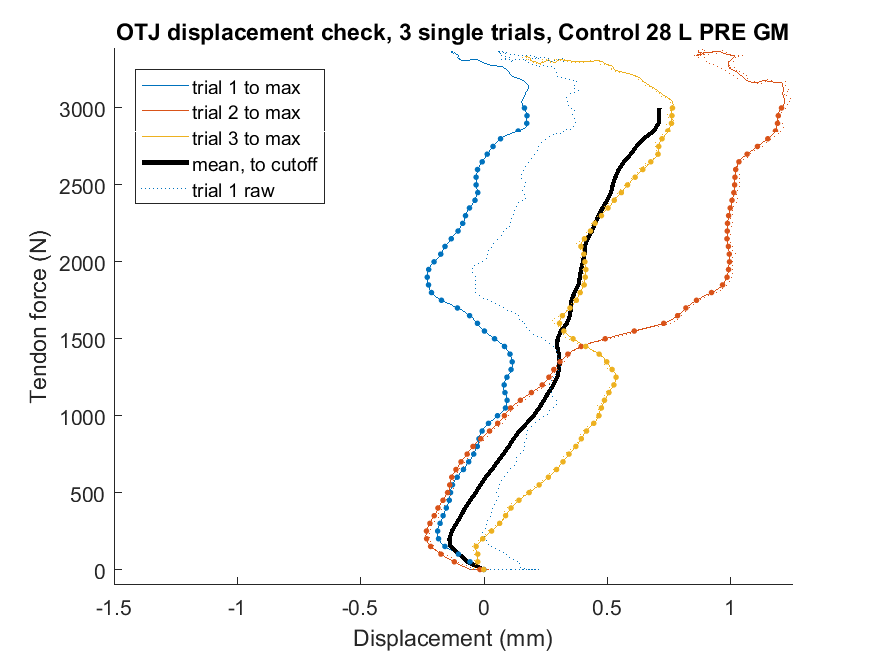 OTJ displacement check, 3 single trials, Control 28 L PRE GM
trial 1 to max
trial 2 to max
trial 3 to max
mean, to cutoff
trial 1 raw
Tendon force (N)
3000
2500
2000
1500
1000
500
0
-1.5
-1
-0.5
0
0.5
1
Displacement (mm)